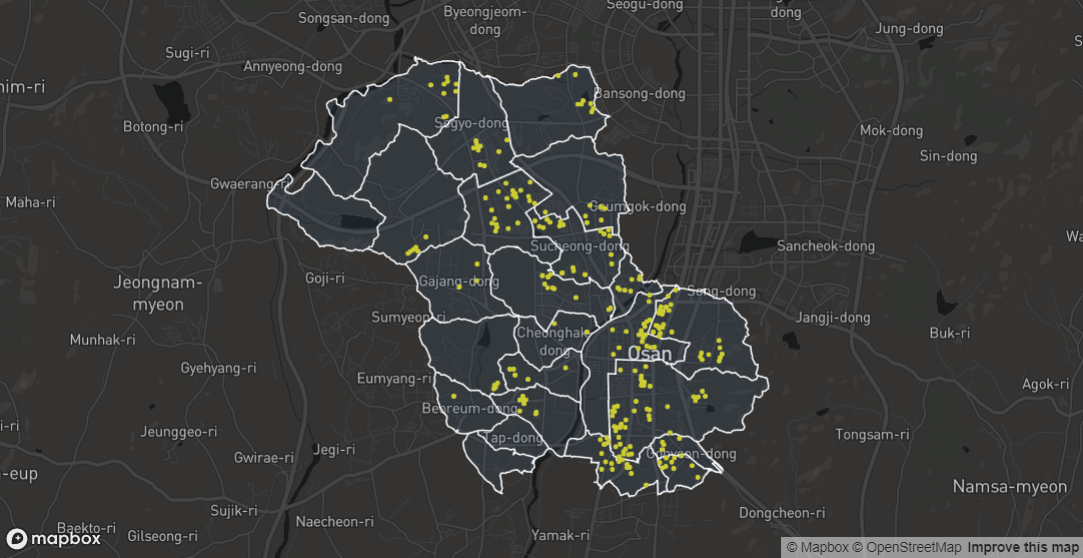 Seogu-dong
Byeongjeom-
dong
dong
Songsan-dong
Jung-dong
Sugi-ri
Annyeong-dong
him-ri
Bansong-dong
Botong-ri
Segyo-dong
Mok-dong
Sin-dong
Gwaerang-ri
Maha-ri
Geumgok-dong
Sucheong-dong
Sancheok-dong
Wa
Jeongnam-
myeon
Goji-ri
Gajang-dong
Song-dong
Sumyeon-ri
Jangji-dong
Munhak-ri
Cheonghak-
dong
Buk-ri
Osan
Gyehyang-ri
Eumyang-ri
Agok-ri
Beoreum-dong
-ri
Jeunggeo-ri
Tap-dong
Tongsam-ri
Jegi-ri
Gwirae-ri
-eup
Namsa-myeon
Sujik-ri
Naecheon-ri
Dongcheon-ri
Baekto-ri
Gilseong-ri
Yamak-ri
mapbox
© Mapbox © OpenStreetMap Improve this map